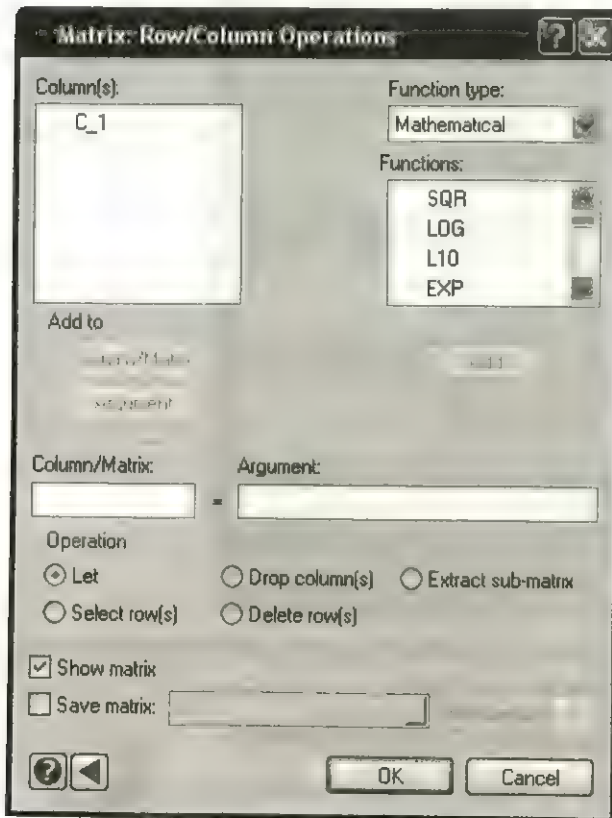 Matrix: Row/Column Operations
Column(s):
C_1
Function type:
Mathematical
Functions:
SQR
LOG
L10
EXP
Add to
Column/Matrix:
=
Argument:
Operation
Let
Drop column(s)
Extract sub-matrix
Select row(s)
Delete row(s)
Show matrix
Save matrix:
OK
Cancel